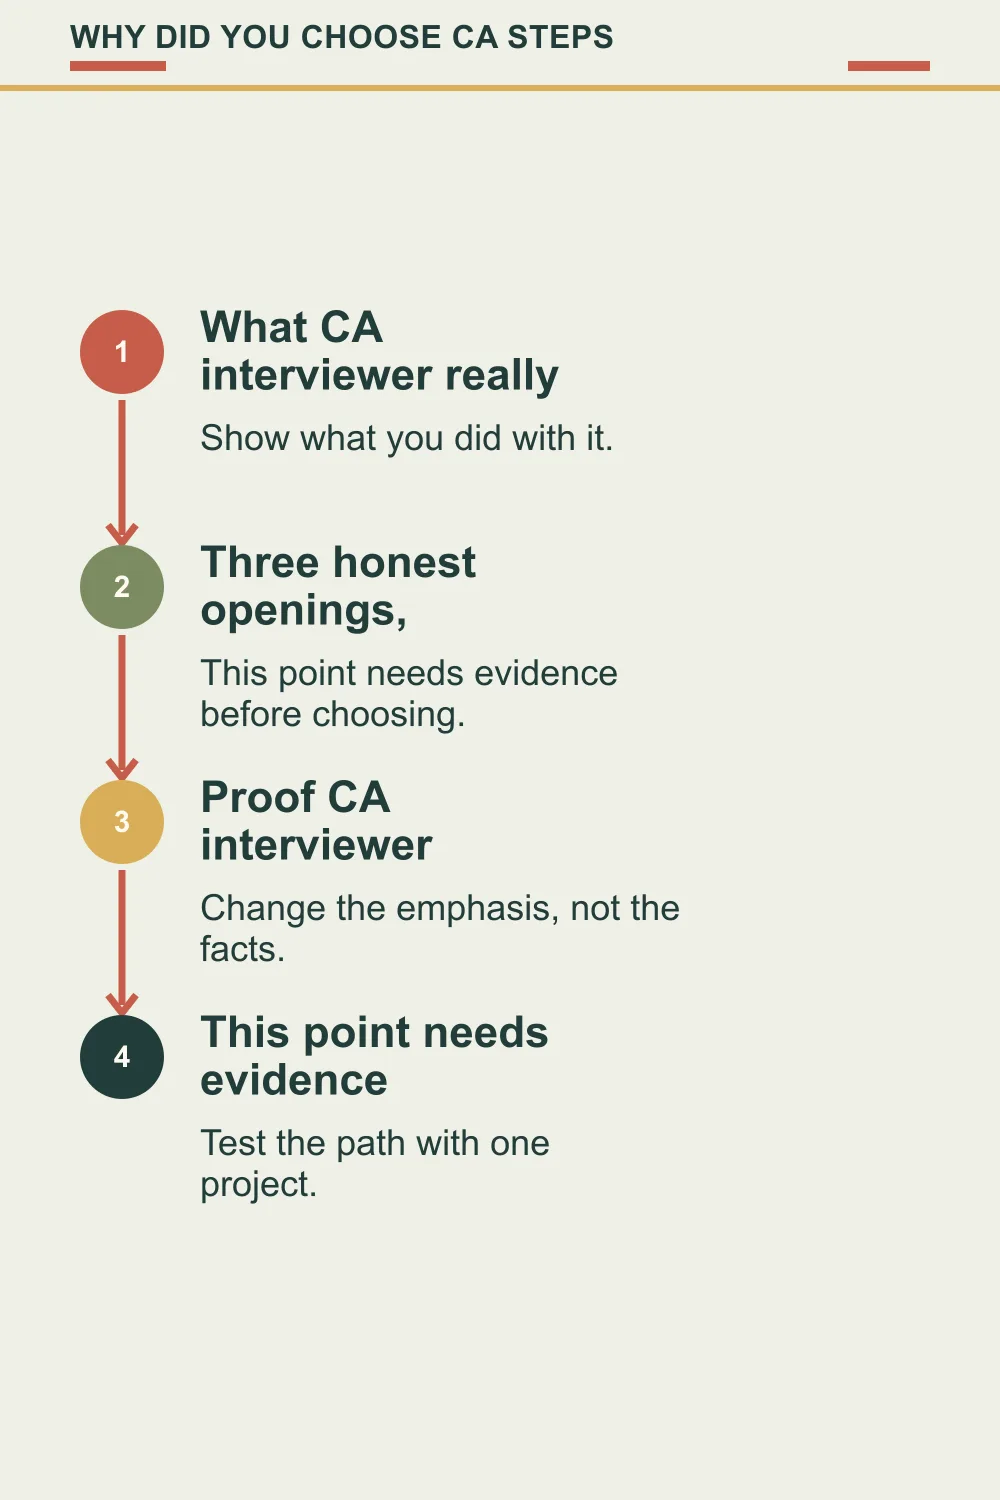 WHY DID YOU CHOOSE CA STEPS
1
What CA
interviewer really
Show what you did with it.
2
Three honest
openings,
This point needs evidence
before choosing.
3
Proof CA
interviewer
Change the emphasis, not the
facts.
4
This point needs
evidence
Test the path with one
project.